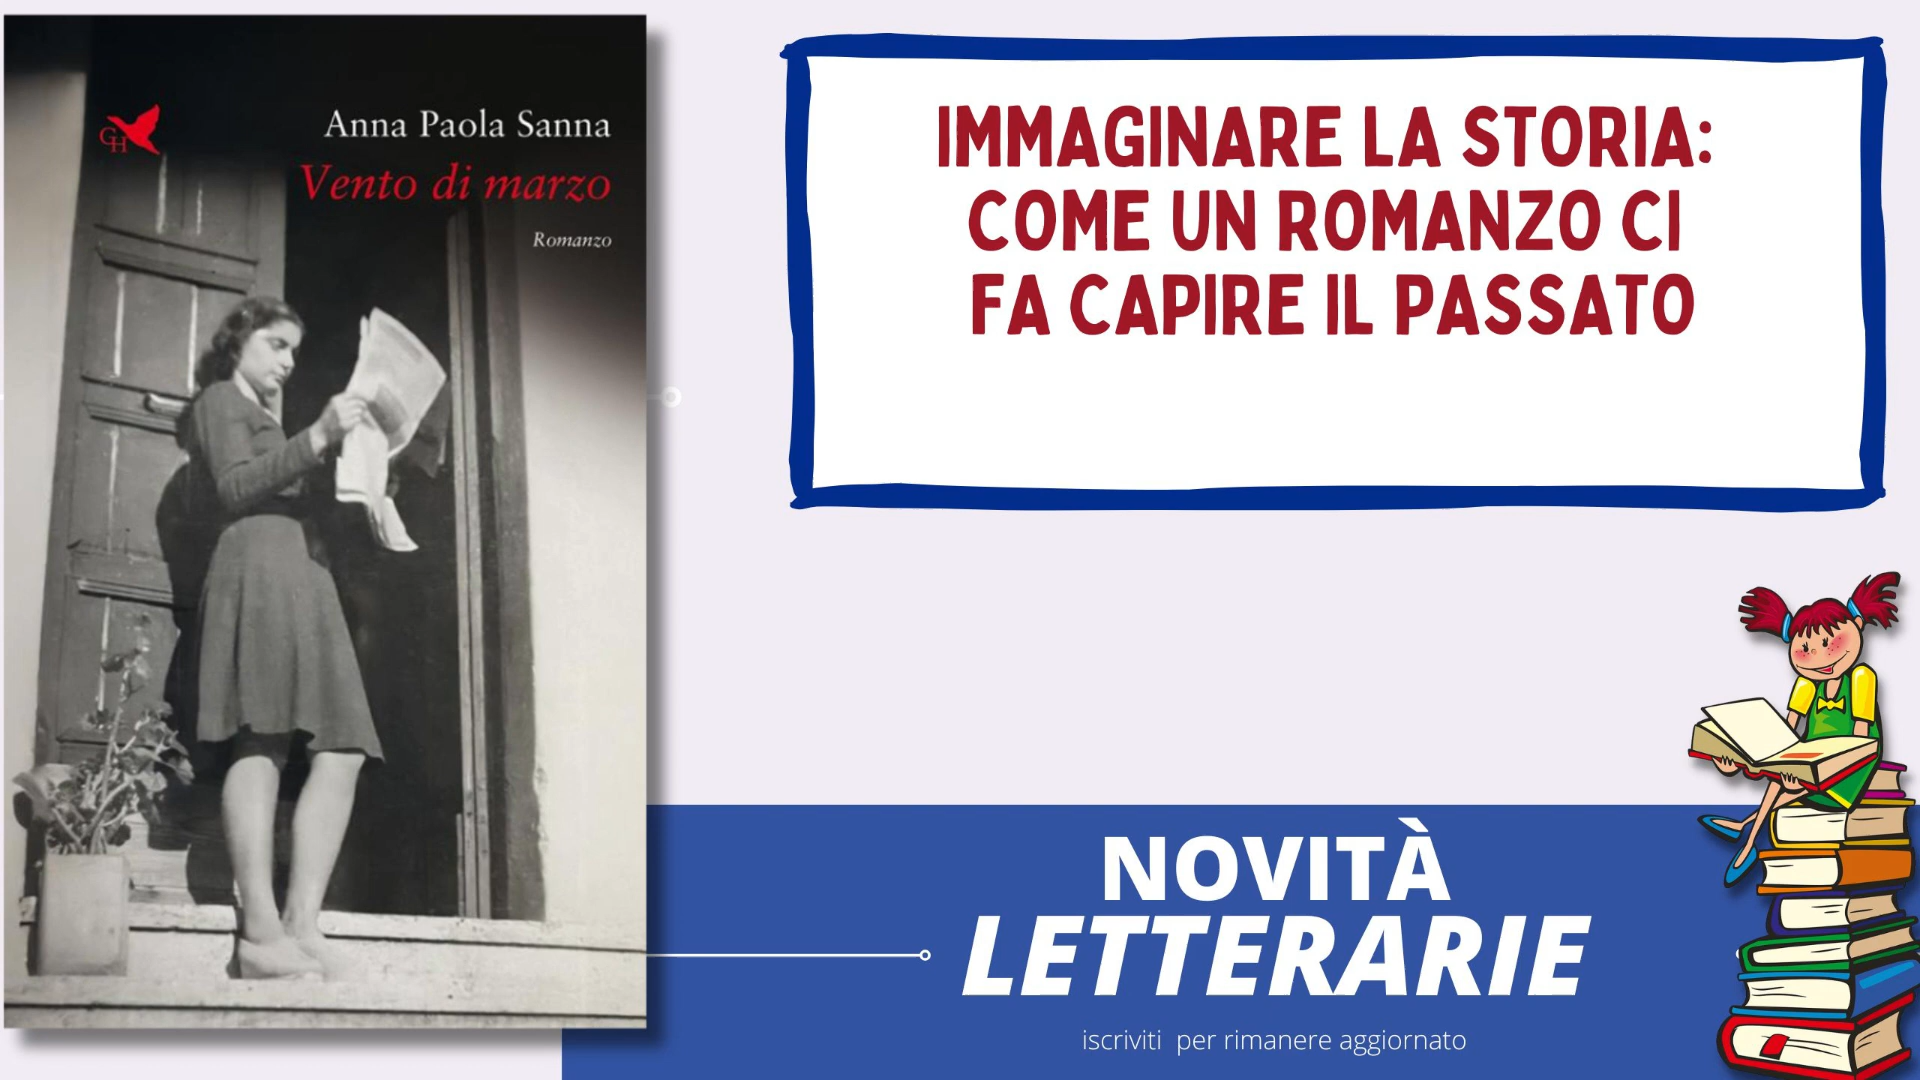 GH
Anna Paola Sanna
Vento di marzo
Romanzo
IMMAGINARE LA STORIA:
COME UN ROMANZO CI
FA CAPIRE IL PASSATO
NOVITÀ
LETTERARIE
iscriviti  per rimanere aggiornato